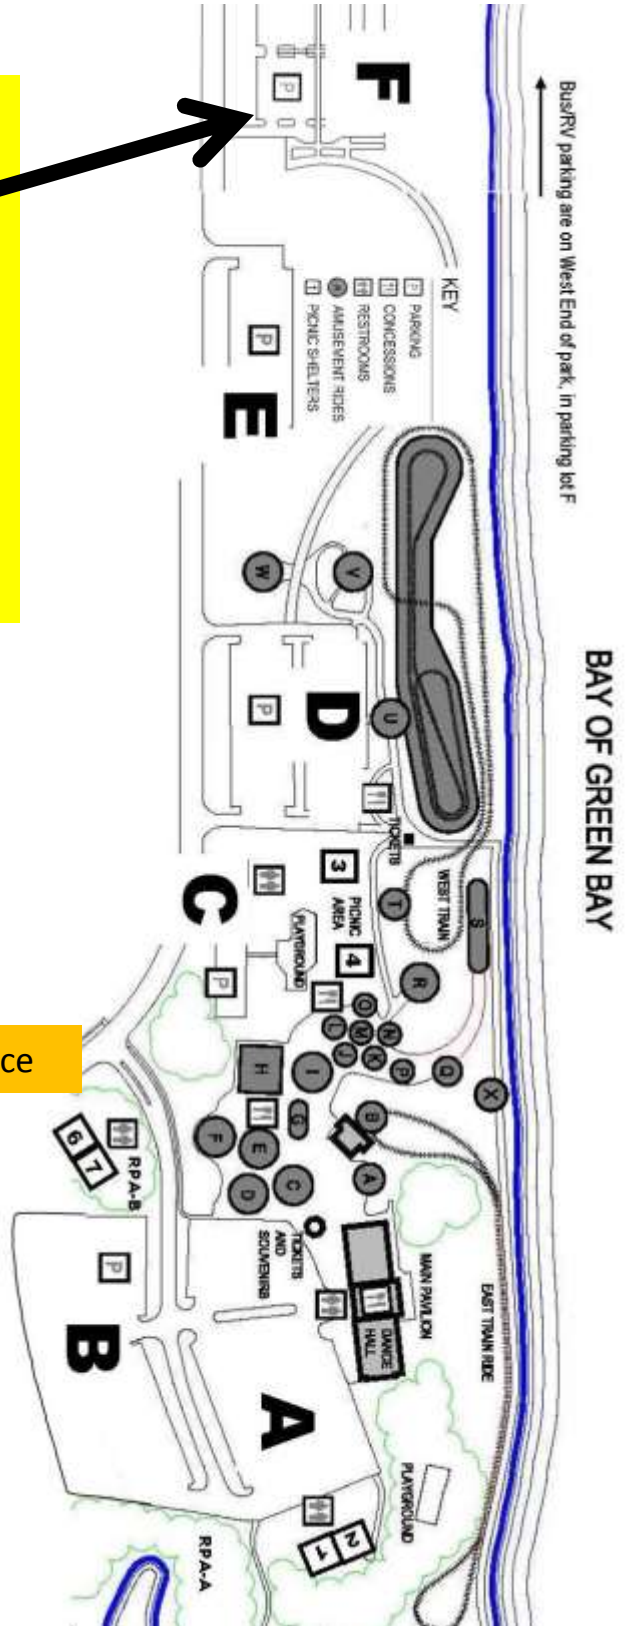 BAY OF GREEN BAY
Bus/RV parking are on West End of park, in parking lot F
KEY
P PARKING
CONCESSIONS
RESTROOMS
AMUSEMENT RIDES
PICNIC SHELTERS
F
P
E
P
W
V
D
P
U
TICKETS
3
PICNIC
AREA
4
WEST TRAIN
T
S
C
PLAYGROUND
P
R
O
L
M
N
J
K
P
Q
X
H
I
G
B
F
E
A
D
C
TICKETS
AND
SOUVENIRS
MAIN PAVILION
DANCE
HALL
EAST TRAIN RIDE
6
7
RPA-B
P
B
A
PLAYGROUND
1
2
RPA-A
ce